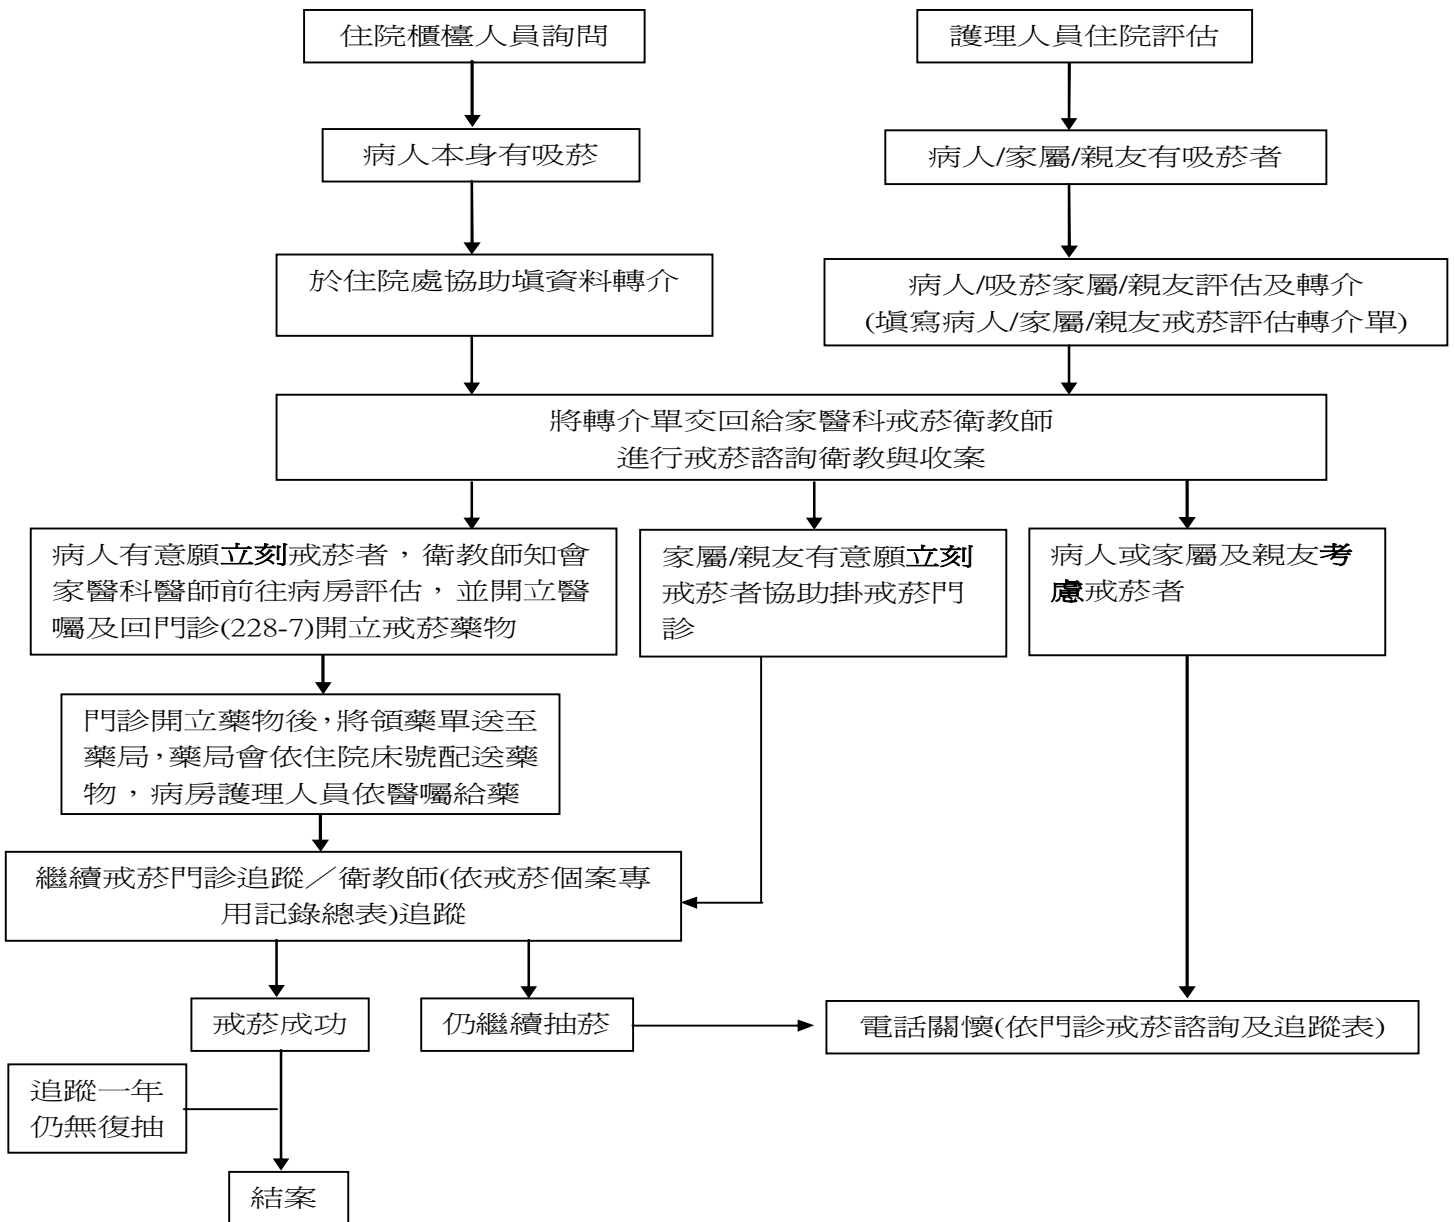 住院櫃檯人員詢問
護理人員住院評估
病人本身有吸菸
病人/家屬/親友有吸菸者
於住院處協助填資料轉介
病人/吸菸家屬/親友評估及轉介
(填寫病人/家屬/親友戒菸評估轉介單)
將轉介單交回給家醫科戒菸衛教師
進行戒菸諮詢衛教與收案
病人有意願立刻戒菸者，衛教師知會
家醫科醫師前往病房評估，並開立醫
囑及回門診(228-7)開立戒菸藥物
家屬/親友有意願立刻
戒菸者協助掛戒菸門
診
病人或家屬及親友考
慮戒菸者
門診開立藥物後，將領藥單送至
藥局，藥局會依住院床號配送藥
物，病房護理人員依醫囑給藥
繼續戒菸門診追蹤／衛教師(依戒菸個案專
用記錄總表)追蹤
戒菸成功
仍繼續抽菸
電話關懷(依門診戒菸諮詢及追蹤表)
追蹤一年
仍無復抽
結案